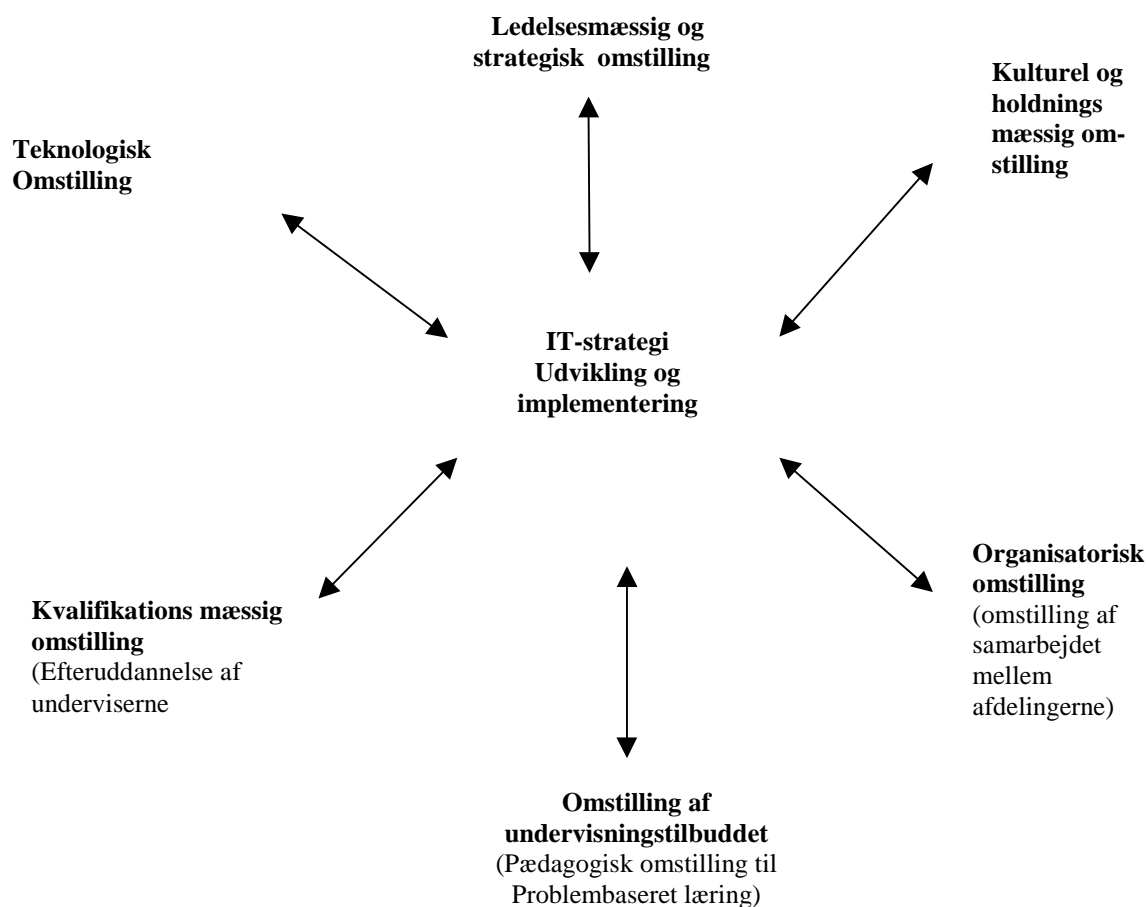 Ledelsesmæssig og
strategisk omstilling
Kulturel og
holdnings
mæssig om-
stilling
Teknologisk
Omstilling
IT-strategi
Udvikling og
implementering
Kvalifikations mæssig
omstilling
(Efteruddannelse af
underviserne
Organisatorisk
omstilling
(omstilling af
samarbejdet
mellem
afdelingerne)
Omstilling af
undervisningstilbuddet
(Pædagogisk omstilling til
Problembaseret læring)